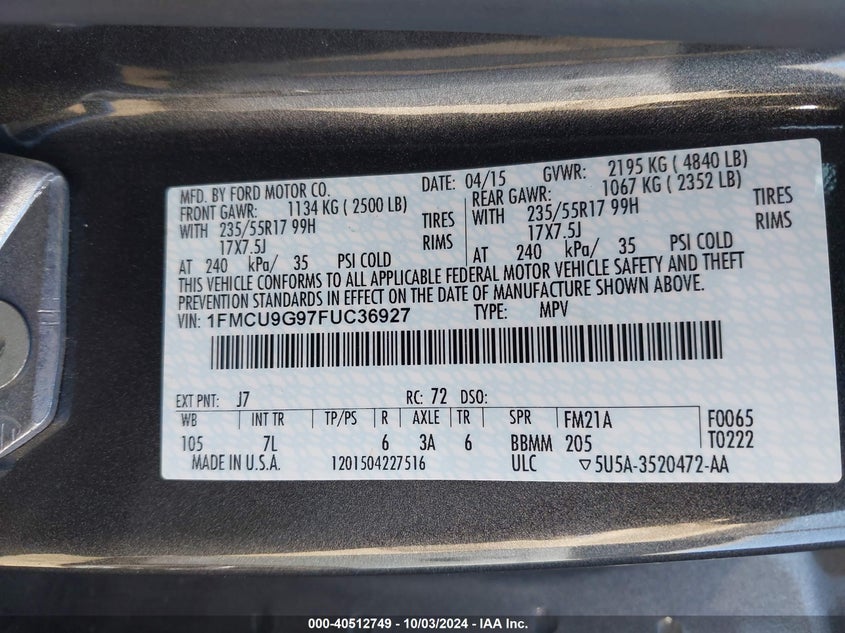 MFD. BY FORD MOTOR CO. DATE: 04/15 GVWR: 2195 KG ( 4840 LB)
FRONT GAWR: 1134 KG ( 2500 LB) REAR GAWR: 1067 KG ( 2352 LB)
WITH 235/55R17 99H TIRES WITH 235/55R17 99H TIRES
17X7.5J RIMS 17X7.5J RIMS
AT 240 kPa/ 35 PSI COLD AT 240 kPa/ 35 PSI COLD
THIS VEHICLE CONFORMS TO ALL APPLICABLE FEDERAL MOTOR VEHICLE SAFETY AND THEFT
PREVENTION STANDARDS IN EFFECT ON THE DATE OF MANUFACTURE SHOWN ABOVE.
VIN: 1FMCU9G97FUC36927 TYPE: MPV
EXT PNT: J7 RC: 72 DSO:
WB INT TR TP/PS R AXLE TR SPR FM21A F0065
105 7L 6 3A 6 BBMM 205 T0222
MADE IN U.S.A. 1201504227516 ULC ▽5U5A-3520472-AA
000-40512749 - 10/03/2024 - IAA Inc.